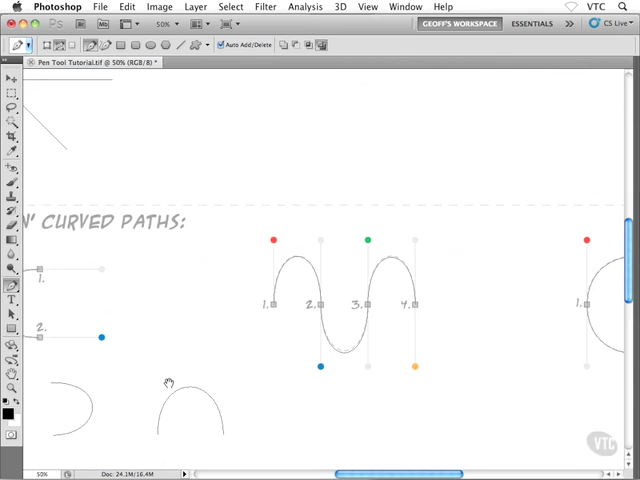 Photoshop File Edit Image Layer Select Filter Analysis 3D View Window Help VTC
Br Mb 50% GEOFF'S WORKSPACE ESSENTIALS >> CS Live
Auto Add/Delete
Pen Tool Tutorial.tif @ 50% (RGB/8) *
N' CURVED PATHS:
1.
1. 2. 3. 4.
1.
2.
VTC
50% Doc: 24.1M/16.4M